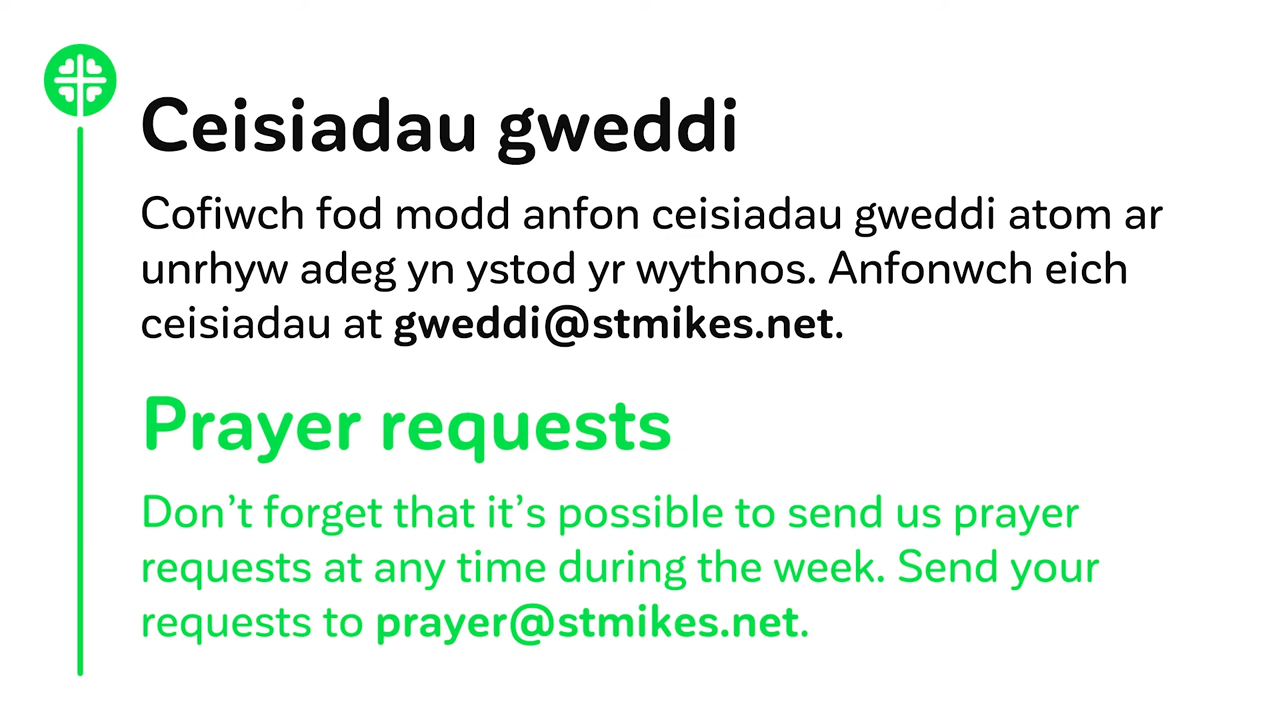 Ceisiadau gweddi
Cofiwch fod modd anfon ceisiadau gweddi atom ar
unrhyw adeg yn ystod yr wythnos. Anfonwch eich
ceisiadau at gweddi@stmikes.net.
Prayer requests
Don’t forget that it’s possible to send us prayer
requests at any time during the week. Send your
requests to prayer@stmikes.net.